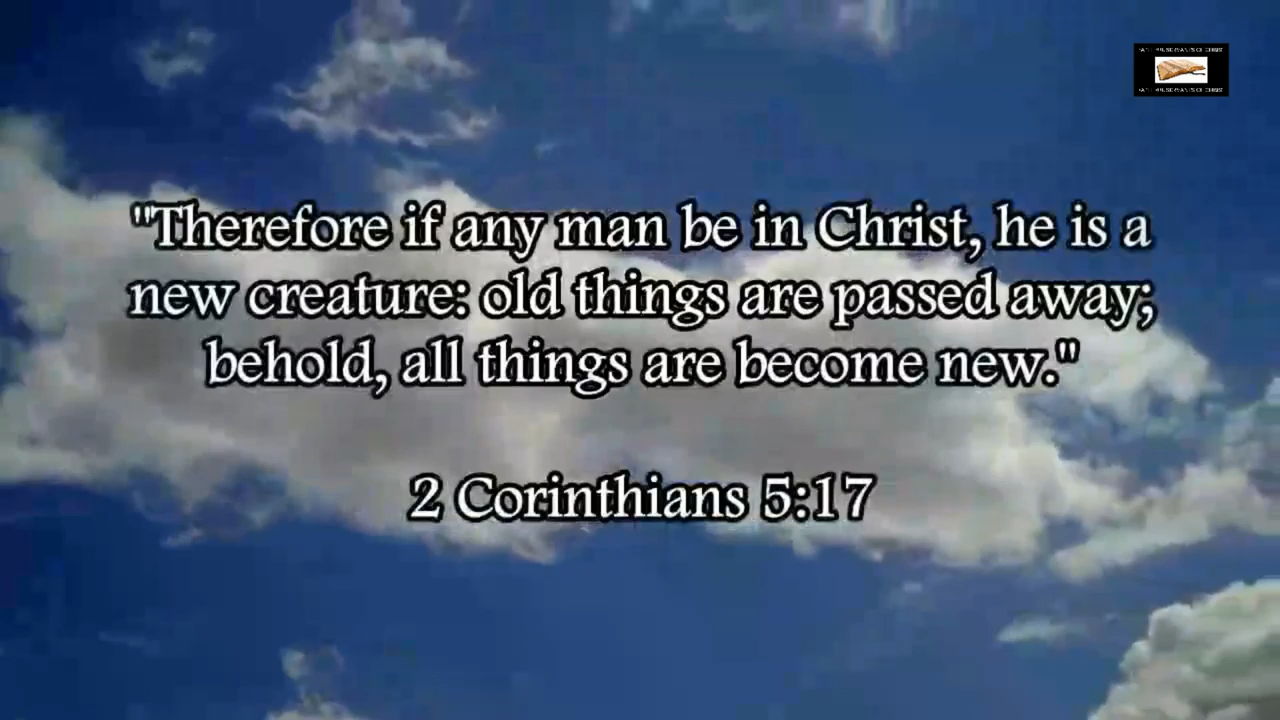 "Therefore if any man be in Christ, he is a
new creature: old things are passed away;
behold, all things are become new."
2 Corinthians 5:17